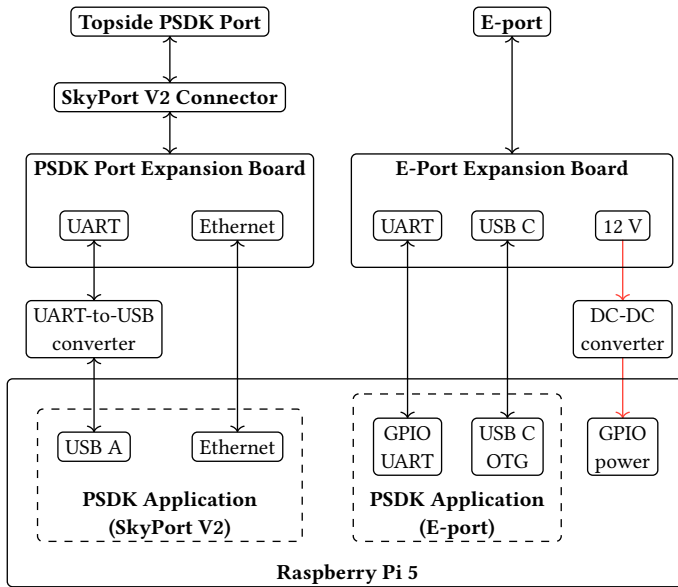 Topside PSDK Port
E-port
SkyPort V2 Connector
PSDK Port Expansion Board
E-Port Expansion Board
UART
Ethernet
UART
USB C
12 V
UART-to-USB
converter
DC-DC
converter
USB A
Ethernet
GPIO
UART
USB C
OTG
GPIO
power
PSDK Application
(SkyPort V2)
PSDK Application
(E-port)
Raspberry Pi 5